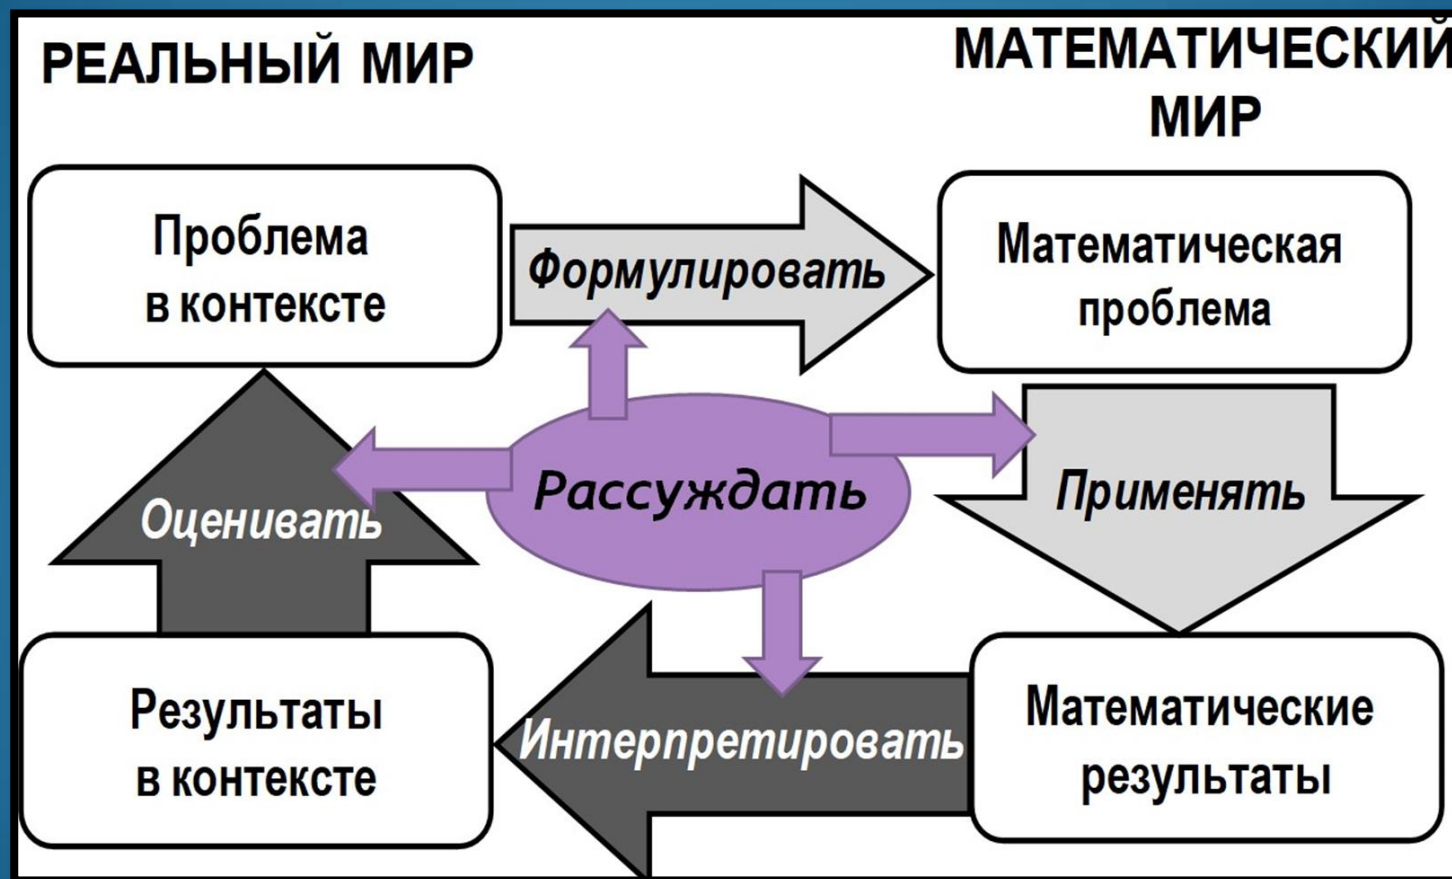 РЕАЛЬНЫЙ МИР
МАТЕМАТИЧЕСКИЙ
МИР
Проблема
в контексте
Формулировать
Математическая
проблема
Рассуждать
Оценивать
Применять
Результаты
в контексте
Интерпретировать
Математические
результаты